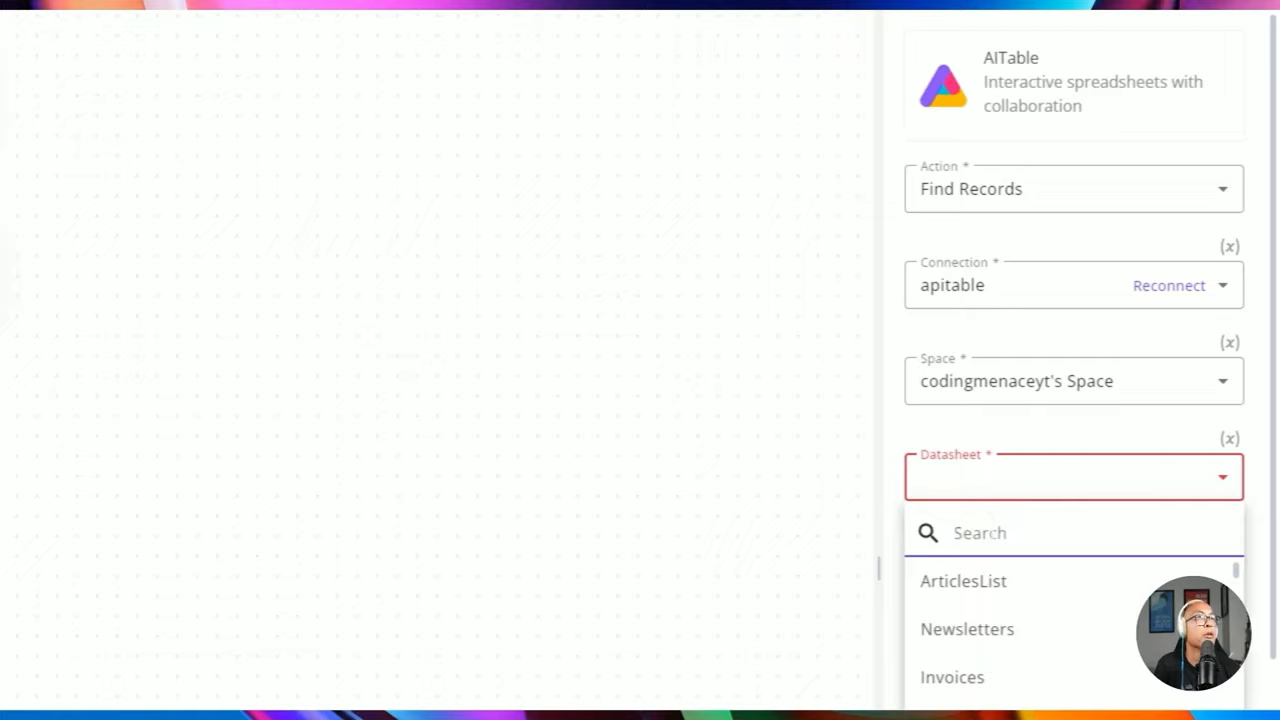 AITable
Interactive spreadsheets with
collaboration
Action *
Find Records
(x)
Connection *
apitable
Reconnect
(x)
Space *
codingmenaceyt's Space
(x)
Datasheet *
Search
ArticlesList
Newsletters
Invoices